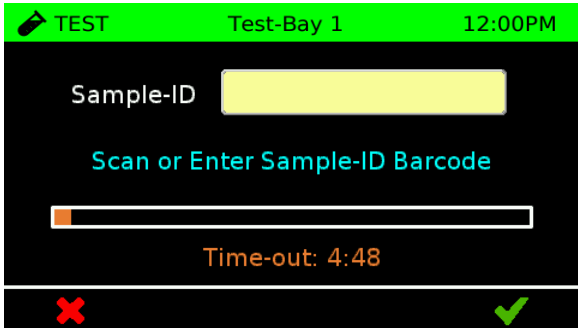 TEST Test-Bay 1 12:00PM
Sample-ID
Scan or Enter Sample-ID Barcode
Time-out: 4:48